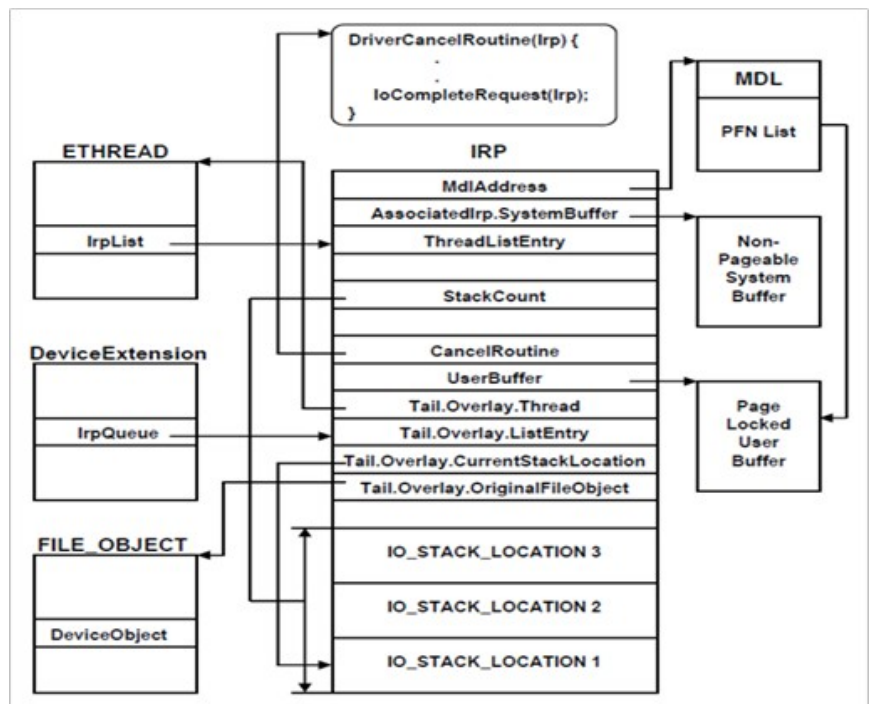 DriverCancelRoutine(Irp) {
.
.
IoCompleteRequest(Irp);
}
MDL
PFN List
ETHREAD
IrpList
IRP
MdlAddress
AssociatedIrp.SystemBuffer
ThreadListEntry
StackCount
CancelRoutine
UserBuffer
Tail.Overlay.Thread
Tail.Overlay.ListEntry
Tail.Overlay.CurrentStackLocation
Tail.Overlay.OriginalFileObject
IO_STACK_LOCATION 3
IO_STACK_LOCATION 2
IO_STACK_LOCATION 1
Non-
Pageable
System
Buffer
DeviceExtension
IrpQueue
Page
Locked
User
Buffer
FILE_OBJECT
DeviceObject